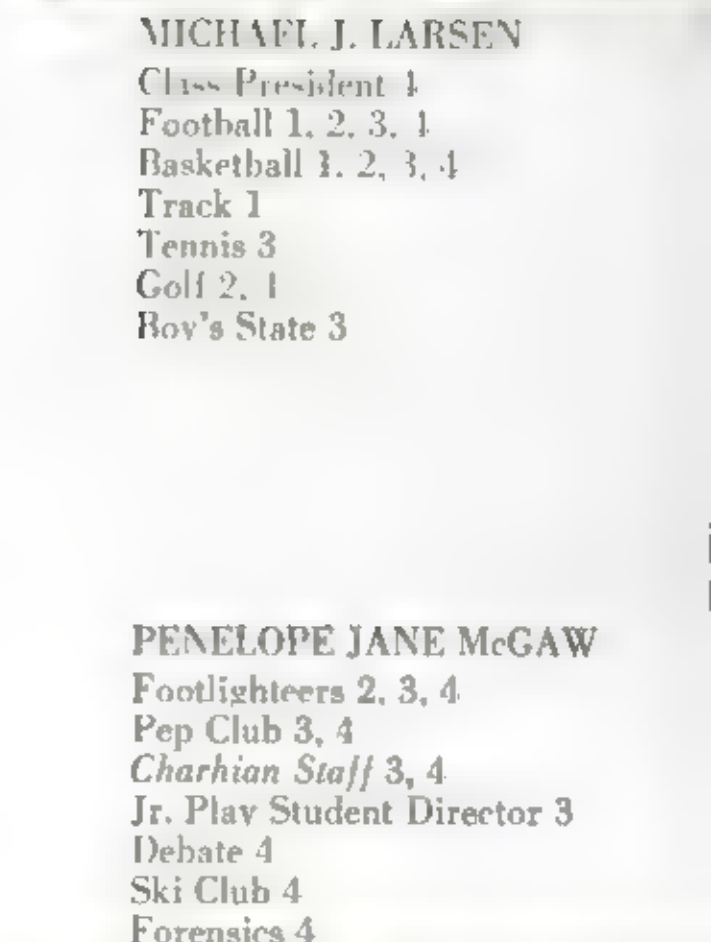 MICHAEL J. LARSEN
Class President 4
Football 1, 2, 3, 4
Basketball 1, 2, 3, 4
Track 1
Tennis 3
Golf 2, 4
Boy's State 3
PENELOPE JANE McGAW
Footlighteers 2, 3, 4
Pep Club 3, 4
Charhian Staff 3, 4
Jr. Play Student Director 3
Debate 4
Ski Club 4
Forensics 4